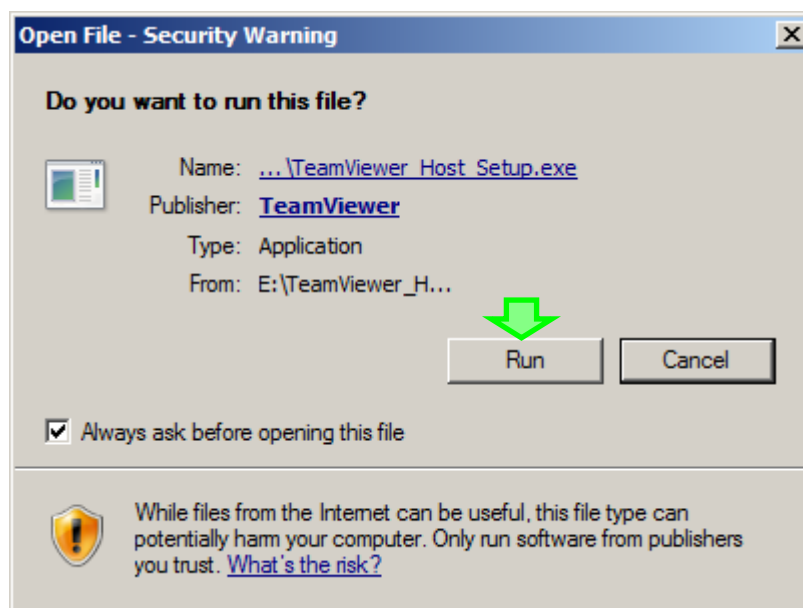 Open File - Security Warning
Do you want to run this file?
Name: ...\TeamViewer_Host_Setup.exe
Publisher: TeamViewer
Type: Application
From: E:\TeamViewer_H...
Run Cancel
Always ask before opening this file
While files from the Internet can be useful, this file type can
potentially harm your computer. Only run software from publishers
you trust. What's the risk?